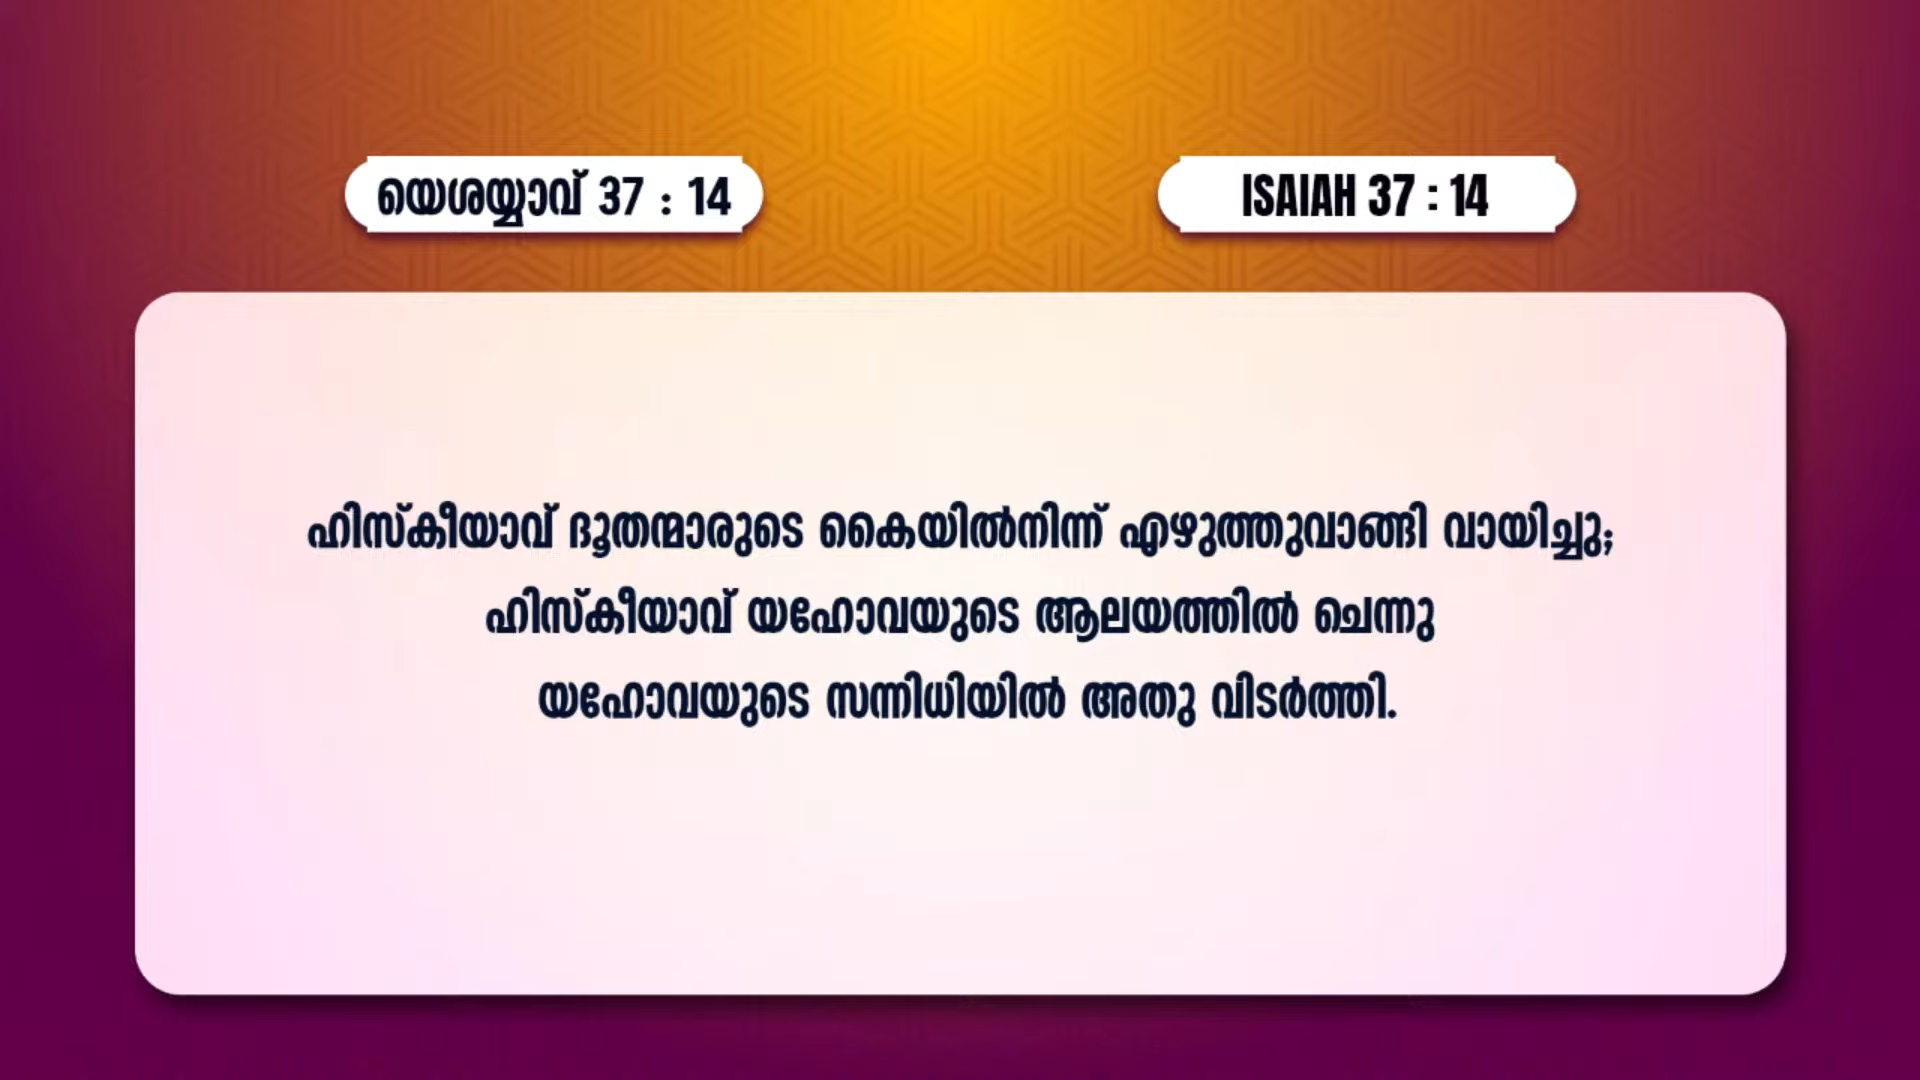 യെശയ്യാവ് 37 : 14
ISAIAH 37 : 14
ഹിസ്കീയാവ് ദൂതന്മാരുടെ കൈയിൽനിന്ന് എഴുത്തുവാങ്ങി വായിച്ചു;
ഹിസ്കീയാവ് യഹോവയുടെ ആലയത്തിൽ ചെന്നു
യഹോവയുടെ സന്നിധിയിൽ അതു വിടർത്തി.